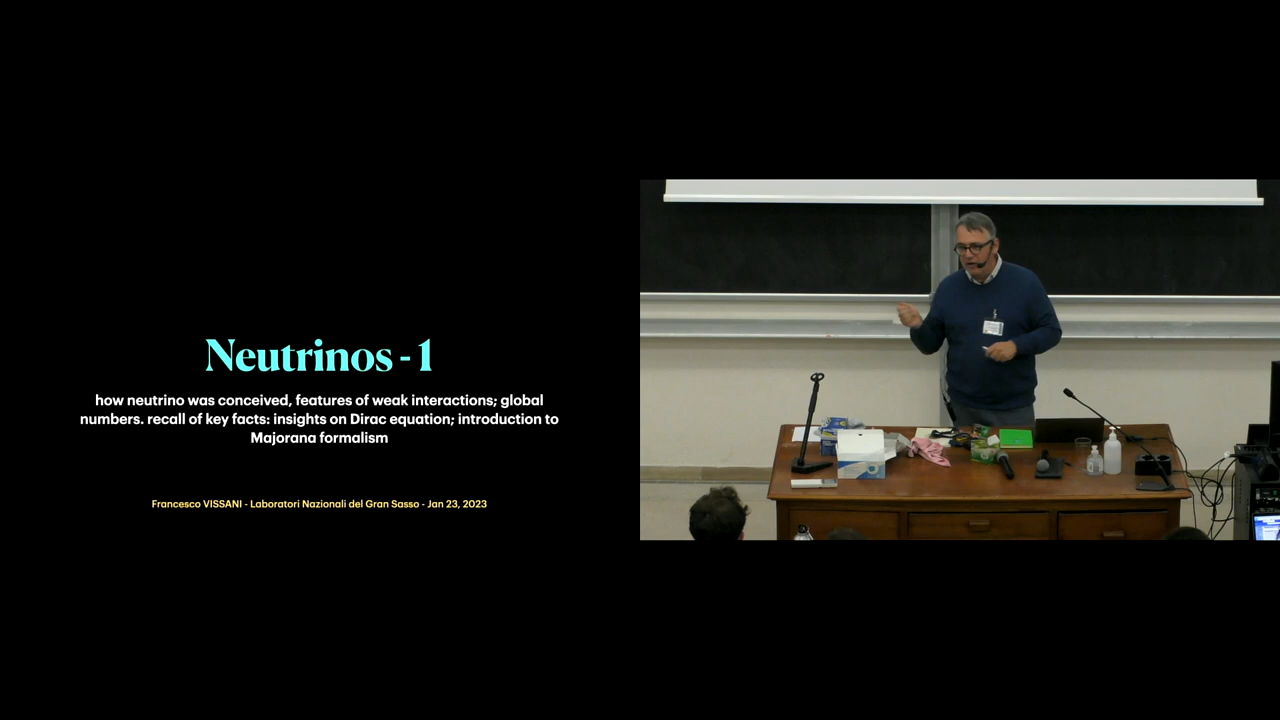 Neutrinos - 1
how neutrino was conceived, features of weak interactions; global
numbers. recall of key facts: insights on Dirac equation; introduction to
Majorana formalism
Francesco VISSANI - Laboratori Nazionali del Gran Sasso - Jan 23, 2023